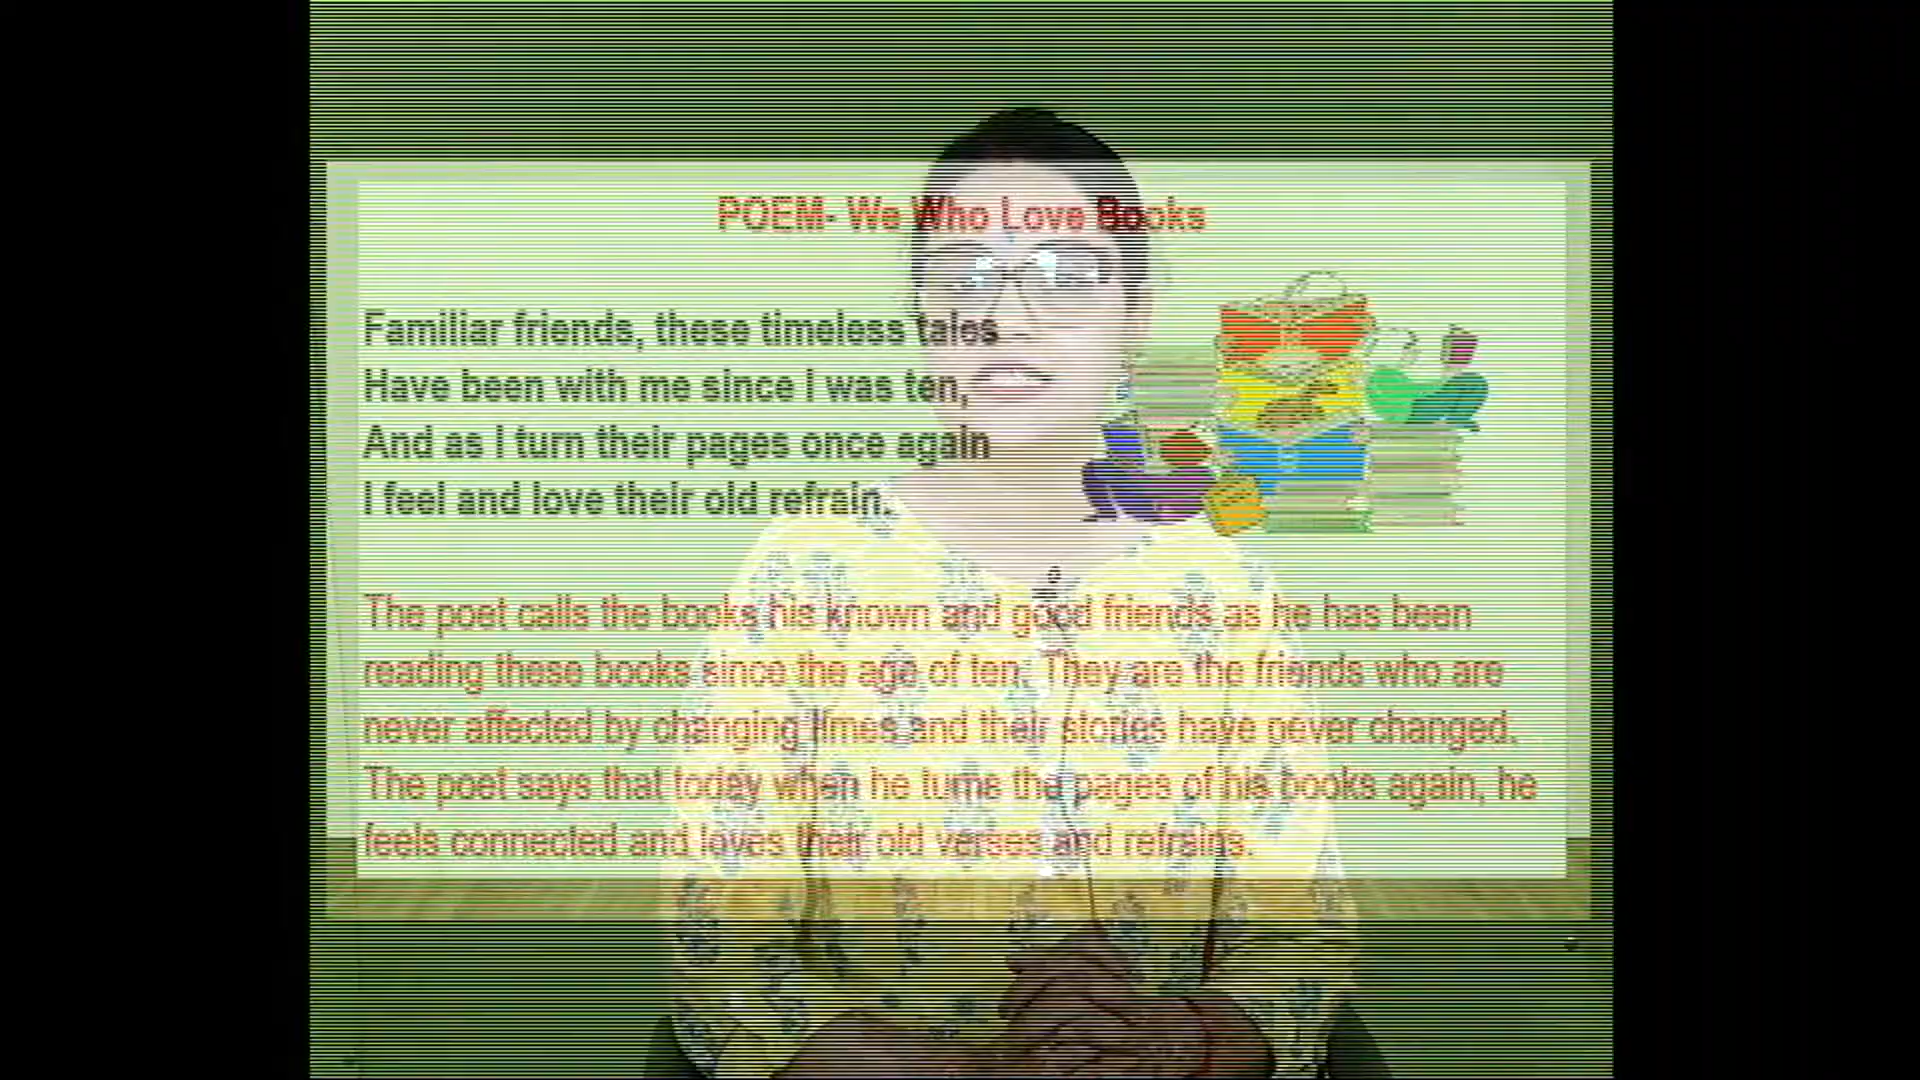 POEM- We Who Love Books
Familiar friends, these timeless tales
Have been with me since I was ten,
And as I turn their pages once again
I feel and love their old refrain.
The poet calls the books his known and good friends as he has been
reading these books since the age of ten. They are the friends who are
never affected by changing times and their stories have never changed.
The poet says that today when he turns the pages of his books again, he
feels connected and loves their old verses and refrains.